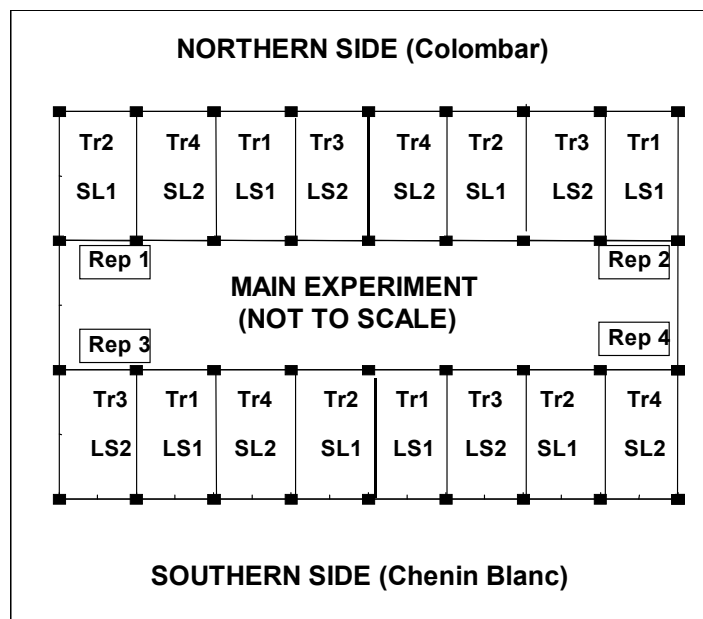 NORTHERN SIDE (Colombar)
Tr2 Tr4 Tr1 Tr3 Tr4 Tr2 Tr3 Tr1
SL1 SL2 LS1 LS2 SL2 SL1 LS2 LS1
Rep 1 Rep 2
MAIN EXPERIMENT
(NOT TO SCALE)
Rep 3 Rep 4
Tr3 Tr1 Tr4 Tr2 Tr1 Tr3 Tr2 Tr4
LS2 LS1 SL2 SL1 LS1 LS2 SL1 SL2
SOUTHERN SIDE (Chenin Blanc)